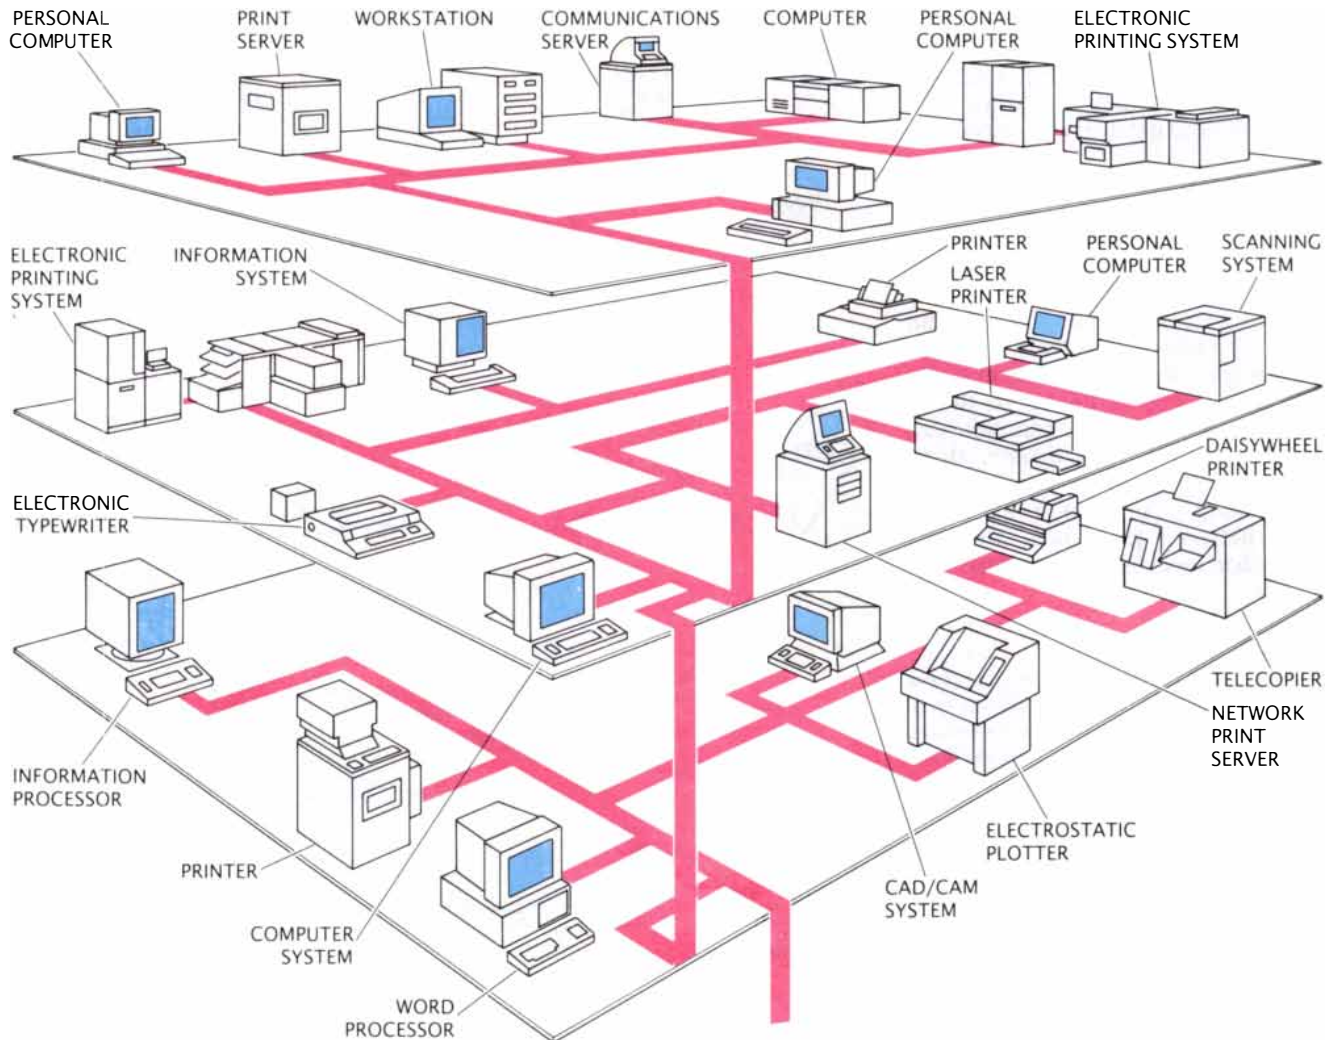 PERSONAL
COMPUTER
PRINT
SERVER
WORKSTATION
COMMUNICATIONS
SERVER
COMPUTER
PERSONAL
COMPUTER
ELECTRONIC
PRINTING SYSTEM
ELECTRONIC
PRINTING
SYSTEM
INFORMATION
SYSTEM
PRINTER
LASER
PRINTER
PERSONAL
COMPUTER
SCANNING
SYSTEM
DAISYWHEEL
PRINTER
ELECTRONIC
TYPEWRITER
TELECOPIER
NETWORK
PRINT
SERVER
INFORMATION
PROCESSOR
ELECTROSTATIC
PLOTTER
PRINTER
CAD/CAM
SYSTEM
COMPUTER
SYSTEM
WORD
PROCESSOR